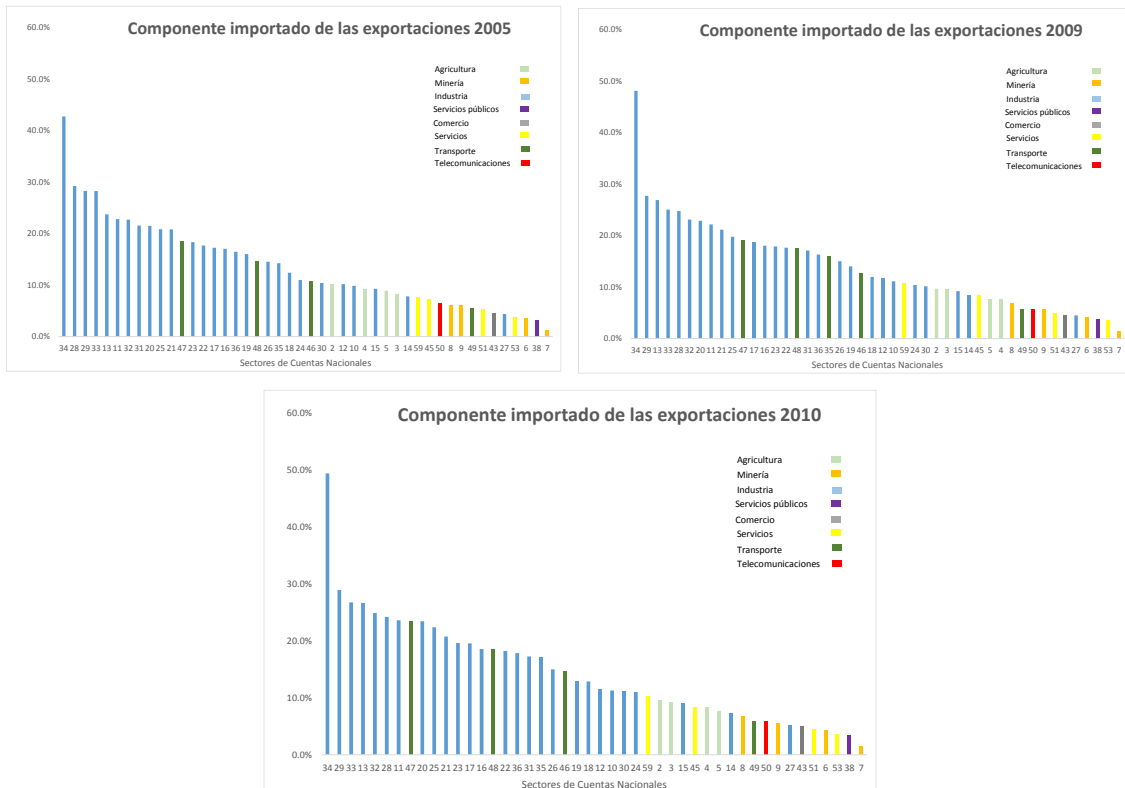 Componente importado de las exportaciones 2005
60.0%
50.0%
40.0%
30.0%
20.0%
10.0%
0.0%
Agricultura
Minería
Industria
Servicios públicos
Comercio
Servicios
Transporte
Telecomunicaciones
34 28 29 33 13 11 32 31 20 25 21 47 23 22 17 16 36 19 48 26 35 18 24 46 30 2 12 10 4 15 5 3 14 59 45 50 8 9 49 51 43 27 53 6 38 7
Sectores de Cuentas Nacionales
Componente importado de las exportaciones 2009
60.0%
50.0%
40.0%
30.0%
20.0%
10.0%
0.0%
Agricultura
Minería
Industria
Servicios públicos
Comercio
Servicios
Transporte
Telecomunicaciones
34 29 13 33 28 32 20 11 21 25 47 17 16 23 22 48 31 36 35 26 19 46 18 12 10 59 24 30 2 3 15 14 45 5 4 8 49 50 9 51 43 27 6 38 53 7
Sectores de Cuentas Nacionales
Componente importado de las exportaciones 2010
60.0%
50.0%
40.0%
30.0%
20.0%
10.0%
0.0%
Agricultura
Minería
Industria
Servicios públicos
Comercio
Servicios
Transporte
Telecomunicaciones
34 29 33 13 32 28 11 47 20 25 21 23 17 16 48 22 36 31 35 26 46 19 18 12 10 30 24 59 2 3 15 45 4 5 14 8 49 50 9 27 43 51 6 53 38 7
Sectores de Cuentas Nacionales